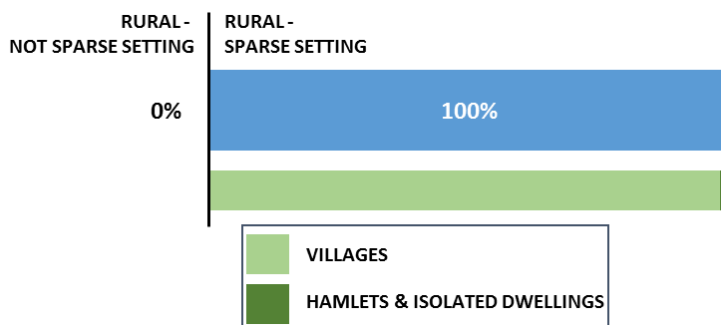 RURAL -
NOT SPARSE SETTING
RURAL -
SPARSE SETTING
0%
100%
VILLAGES
HAMLETS & ISOLATED DWELLINGS